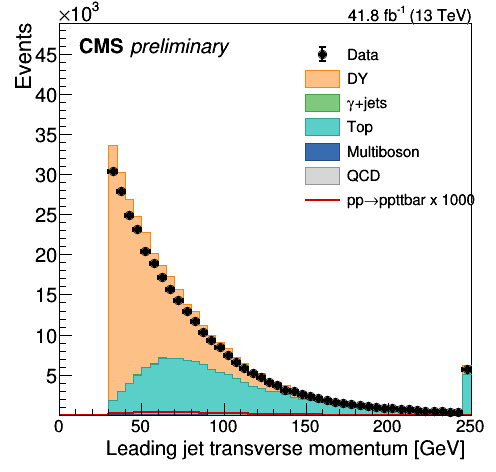 ×10³
41.8 fb⁻¹ (13 TeV)
CMS preliminary
Events
Data
DY
γ+jets
Top
Multiboson
QCD
pp→ppttbar x 1000
45
40
35
30
25
20
15
10
5
0 50 100 150 200 250
Leading jet transverse momentum [GeV]